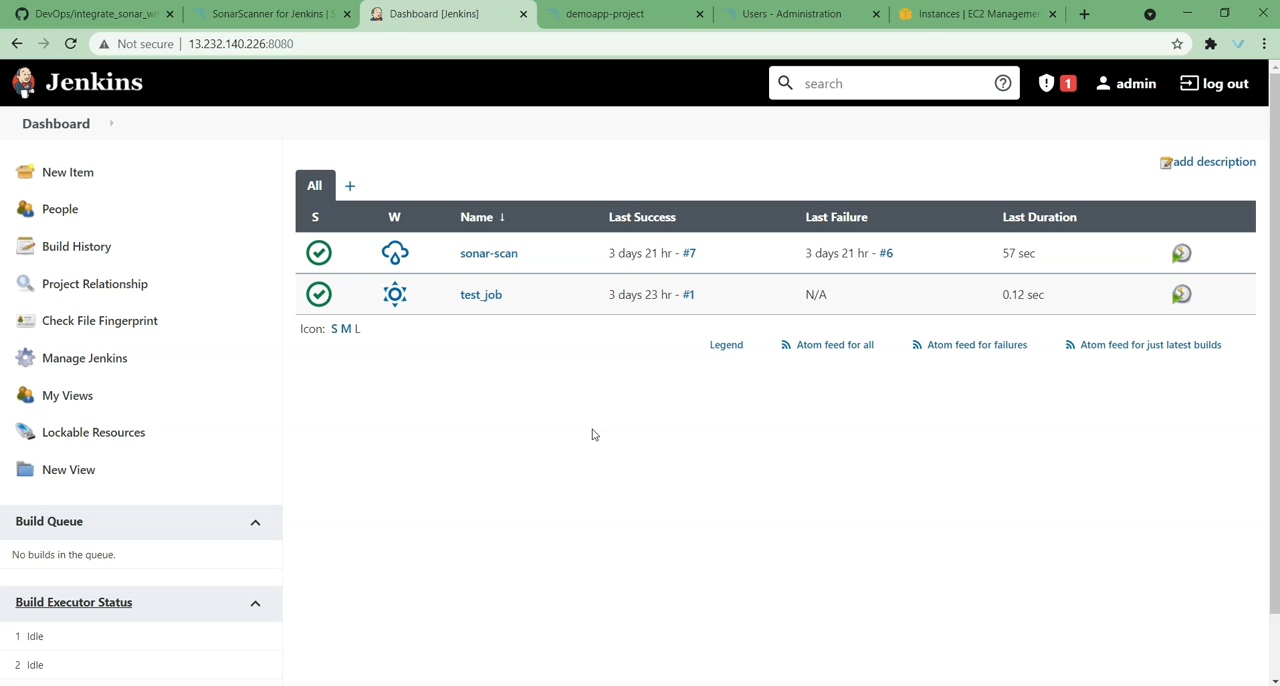 DevOps/integrate_sonar_wi
SonarScanner for Jenkins | S
Dashboard [Jenkins]
demoapp-project
Users - Administration
Instances | EC2 Manageme
Not secure | 13.232.140.226:8080
Jenkins
search
1
admin
log out
Dashboard
New Item
People
Build History
Project Relationship
Check File Fingerprint
Manage Jenkins
My Views
Lockable Resources
New View
Build Queue
No builds in the queue.
Build Executor Status
1 Idle
2 Idle
add description
All +
S W Name ↓ Last Success Last Failure Last Duration
sonar-scan 3 days 21 hr - #7 3 days 21 hr - #6 57 sec
test_job 3 days 23 hr - #1 N/A 0.12 sec
Icon: S M L
Legend Atom feed for all Atom feed for failures Atom feed for just latest builds